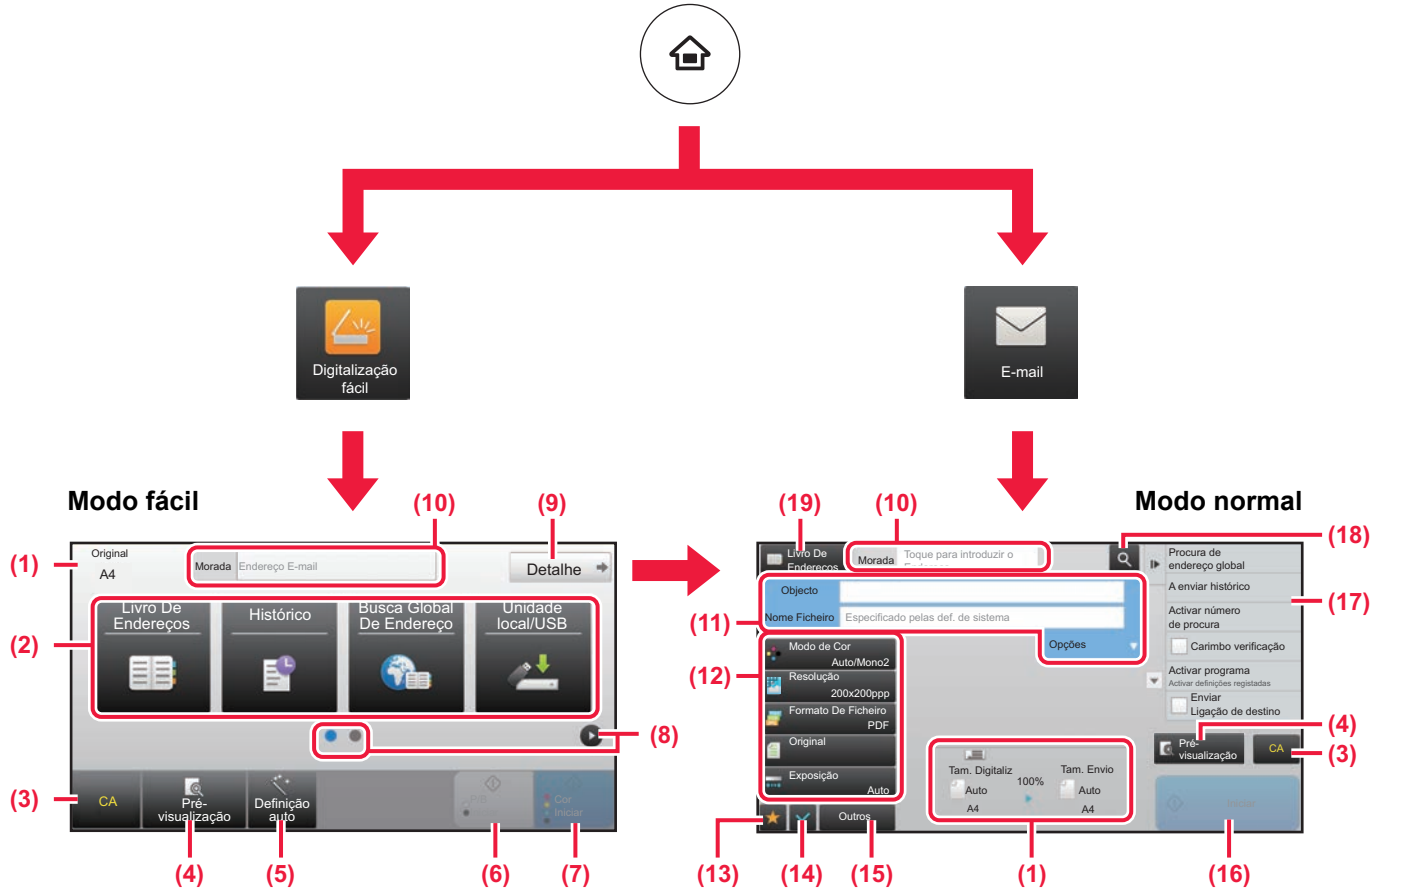 Digitalização
fácil
E-mail
Modo fácil
(10)
(9)
(1)
Original
A4
Morada
Endereço E-mail
Detalhe
(2)
Livro De
Endereços
Histórico
Busca Global
De Endereço
Unidade
local/USB
(8)
(3)
CA
Pré-
visualização
Definição
auto
Cor
Iniciar
(4)
(5)
(6)
(7)
Modo normal
(19)
(10)
(18)
Livro De
Endereços
Morada
Toque para introduzir o
Procura de
endereço global
A enviar histórico
(17)
Activar número
de procura
Carimbo verificação
Activar programa
Activar definições registadas
Enviar
Ligação de destino
(11)
Objecto
Nome Ficheiro
Especificado pelas def. de sistema
Opções
(12)
Modo de Cor
Auto/Mono2
Resolução
200x200ppp
Formato De Ficheiro
PDF
Original
Exposição
Auto
Outros
Tam. Digitaliz
100%
Tam. Envio
Auto
A4
Auto
A4
(4)
Pré-
visualização
CA
(3)
(13)
(14)
(15)
(1)
(16)